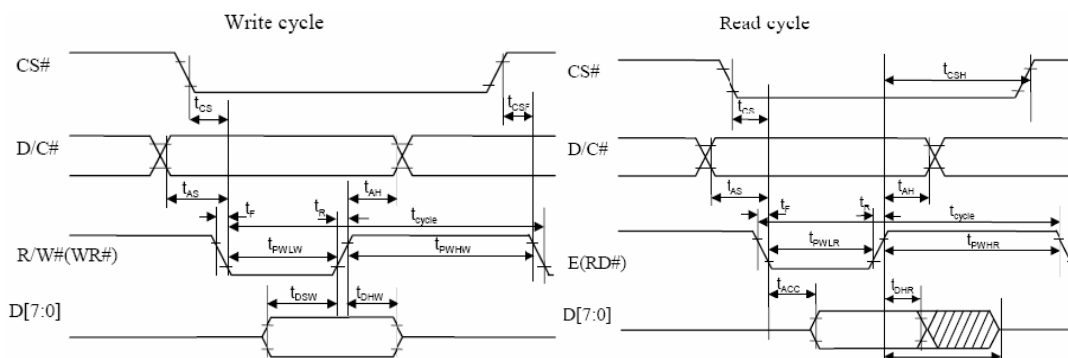 Write cycle
CS#
tCS
tCSF
D/C#
tAS
tAH
tF
tR
tcycle
R/W#(WR#)
tPWLW
tPWHW
tDSW
tDHW
D[7:0]
Read cycle
CS#
tCSH
tCS
D/C#
tAS
tAH
tF
tR
tcycle
E(RD#)
tPWLR
tPWHR
tACC
tDHR
D[7:0]